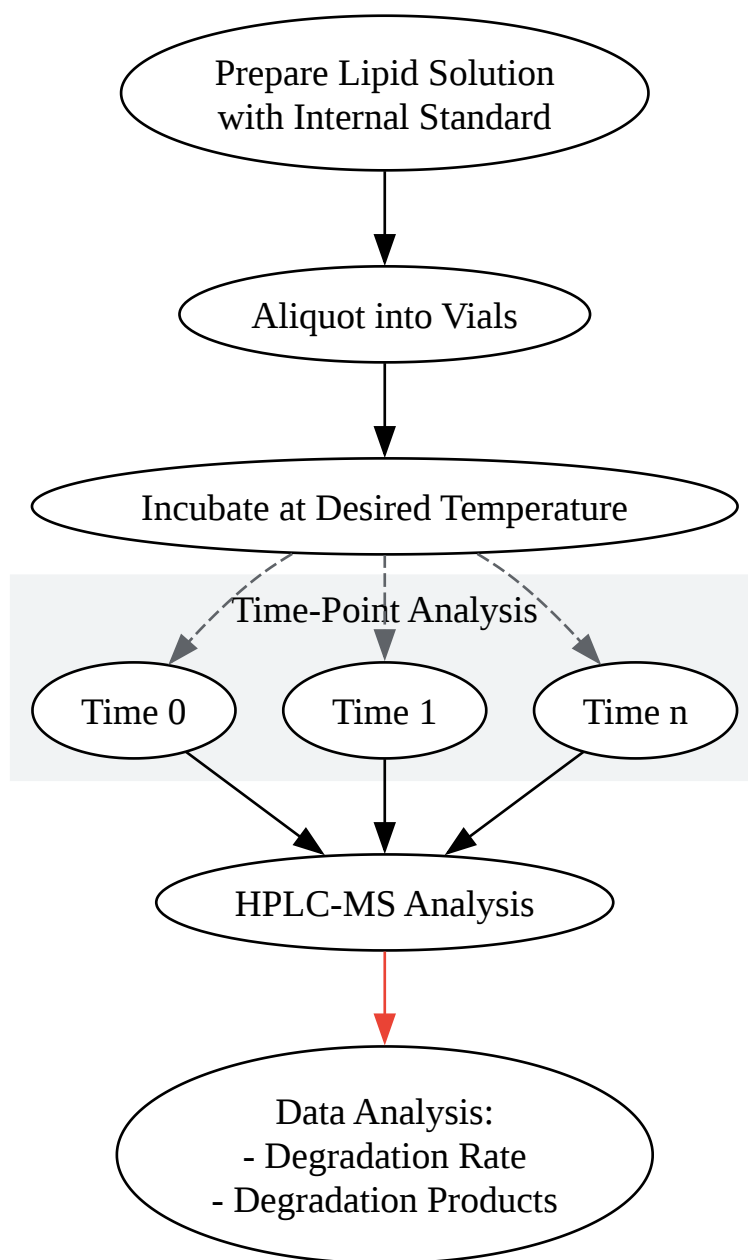 Prepare Lipid Solution
with Internal Standard
Aliquot into Vials
Incubate at Desired Temperature
Time-Point Analysis
Time 0
Time 1
Time n
HPLC-MS Analysis
Data Analysis:
- Degradation Rate
- Degradation Products